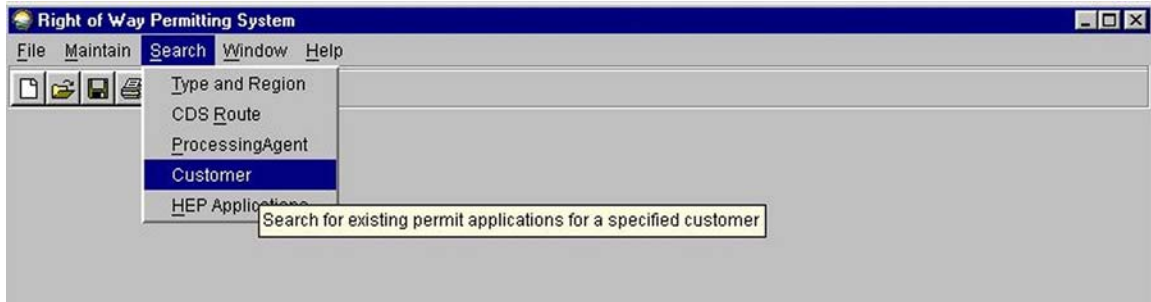 Right of Way Permitting System
File Maintain Search Window Help
Type and Region
CDS Route
ProcessingAgent
Customer
HEP
Search for existing permit applications for a specified customer